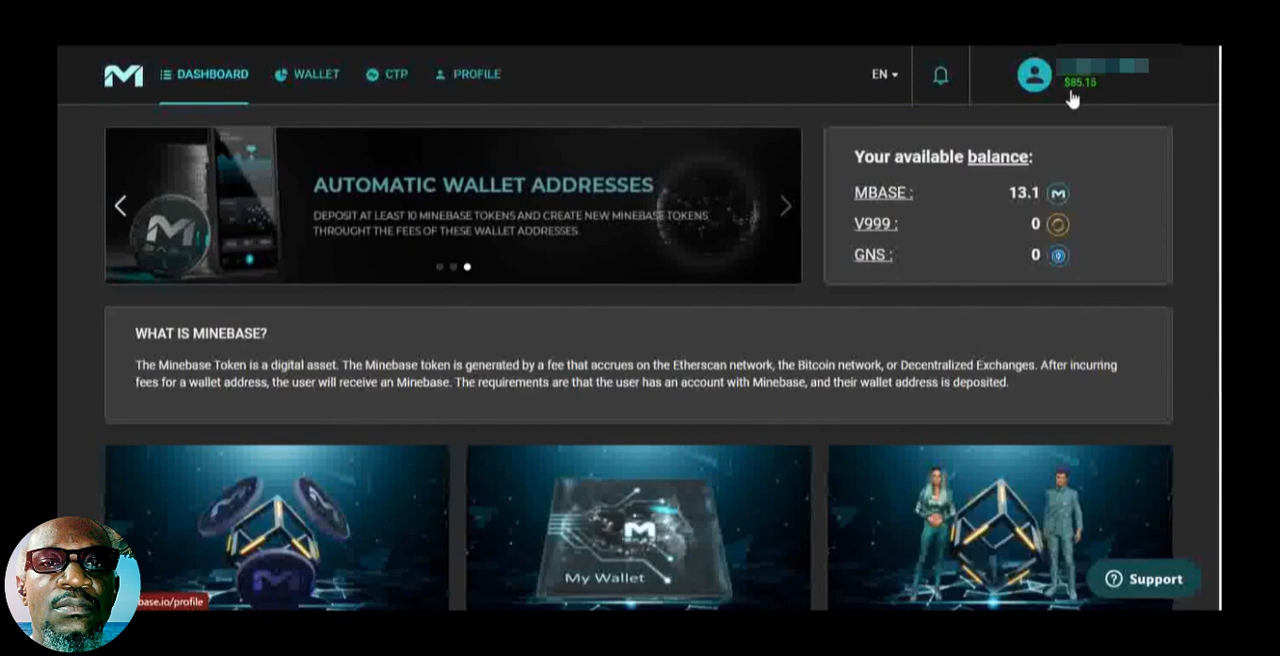 DASHBOARD
WALLET
CTP
PROFILE
EN
$85.15
AUTOMATIC WALLET ADDRESSES
DEPOSIT AT LEAST 10 MINEBASE TOKENS AND CREATE NEW MINEBASE TOKENS
THROUGHT THE FEES OF THESE WALLET ADDRESSES
Your available balance:
MBASE : 13.1
V999 : 0
GNS : 0
WHAT IS MINEBASE?
The Minebase Token is a digital asset. The Minebase token is generated by a fee that accrues on the Etherscan network, the Bitcoin network, or Decentralized Exchanges. After incurring
fees for a wallet address, the user will receive an Minebase. The requirements are that the user has an account with Minebase, and their wallet address is deposited.
My Wallet
base.io/profile
Support